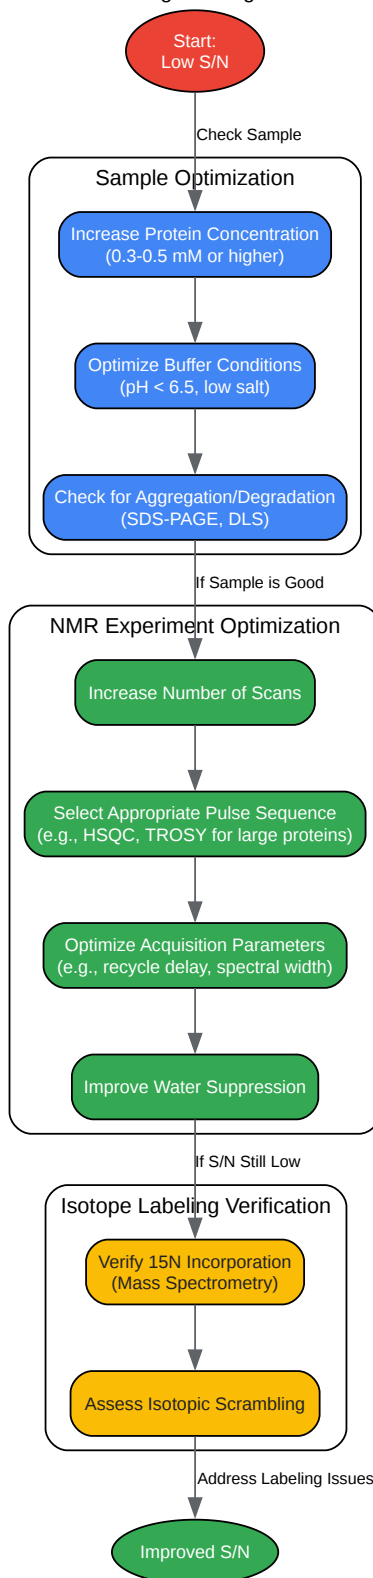 Start:
Low S/N
Check Sample
Sample Optimization
Increase Protein Concentration
(0.3-0.5 mM or higher)
Optimize Buffer Conditions
(pH < 6.5, low salt)
Check for Aggregation/Degradation
(SDS-PAGE, DLS)
If Sample is Good
NMR Experiment Optimization
Increase Number of Scans
Select Appropriate Pulse Sequence
(e.g., HSQC, TROSY for large proteins)
Optimize Acquisition Parameters
(e.g., recycle delay, spectral width)
Improve Water Suppression
If S/N Still Low
Isotope Labeling Verification
Verify 15N Incorporation
(Mass Spectrometry)
Assess Isotopic Scrambling
Address Labeling Issues
Improved S/N